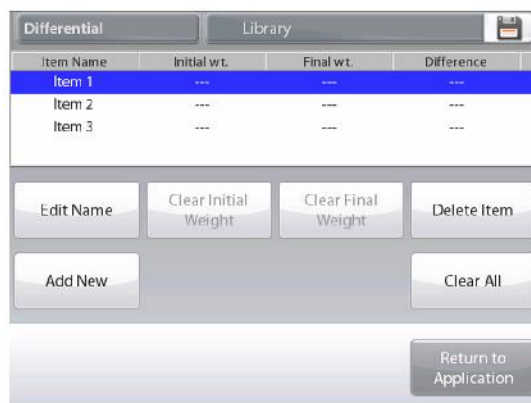 Differential Library
Item Name Initial wt. Final wt. Difference
Item 1 --- --- ---
Item 2 --- --- ---
Item 3 --- --- ---
Edit Name
Clear Initial
Weight
Clear Final
Weight
Delete Item
Add New
Clear All
Return to
Application